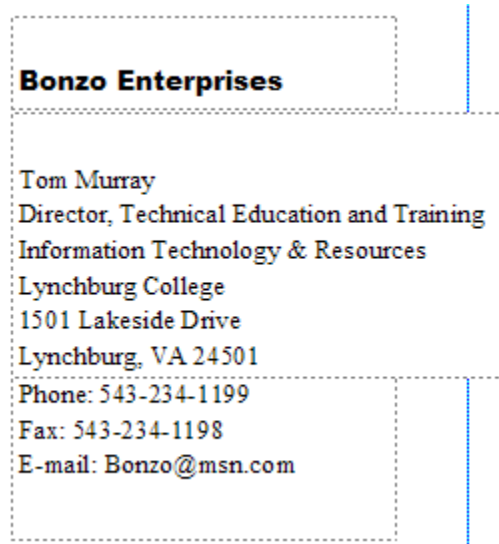 Bonzo Enterprises
Tom Murray
Director, Technical Education and Training
Information Technology & Resources
Lynchburg College
1501 Lakeside Drive
Lynchburg, VA 24501
Phone: 543-234-1199
Fax: 543-234-1198
E-mail: Bonzo@msn.com